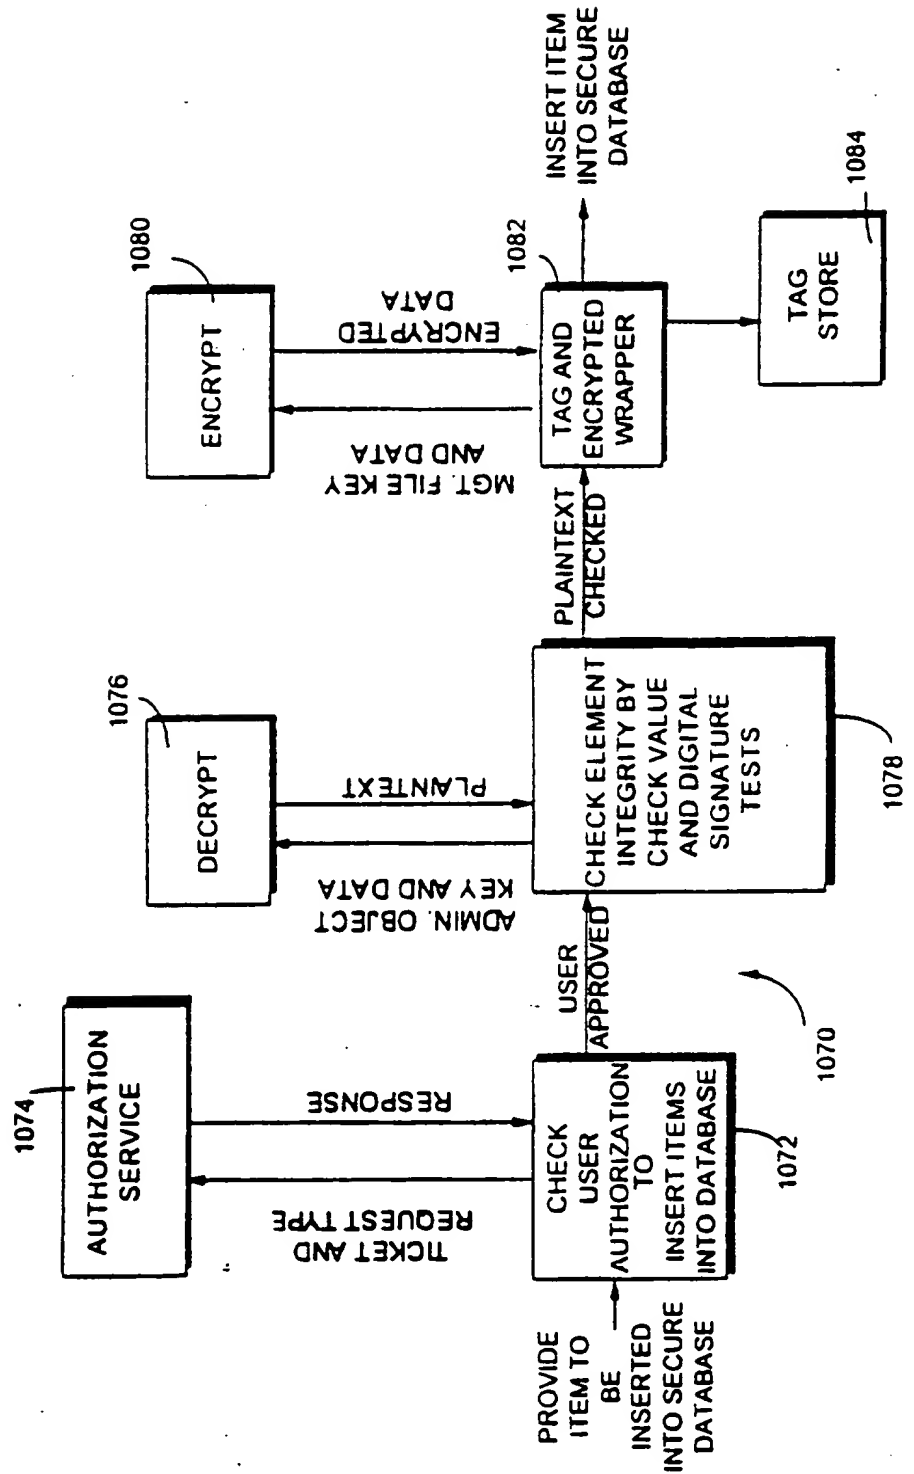 1074
AUTHORIZATION
SERVICE
TICKET AND
REQUEST TYPE
RESPONSE
PROVIDE
ITEM TO
BE
INSERTED
INTO SECURE
DATABASE
CHECK
USER
AUTHORIZATION
TO
INSERT ITEMS
INTO DATABASE
1072
1070
USER
APPROVED
1076
DECRYPT
ADMIN. OBJECT
KEY AND DATA
PLAINTEXT
CHECK ELEMENT
INTEGRITY BY
CHECK VALUE
AND DIGITAL
SIGNATURE
TESTS
1078
PLAINTEXT
CHECKED
1080
ENCRYPT
MGT. FILE KEY
AND DATA
ENCRYPTED
DATA
1082
TAG AND
ENCRYPTED
WRAPPER
INSERT ITEM
INTO SECURE
DATABASE
TAG
STORE
1084